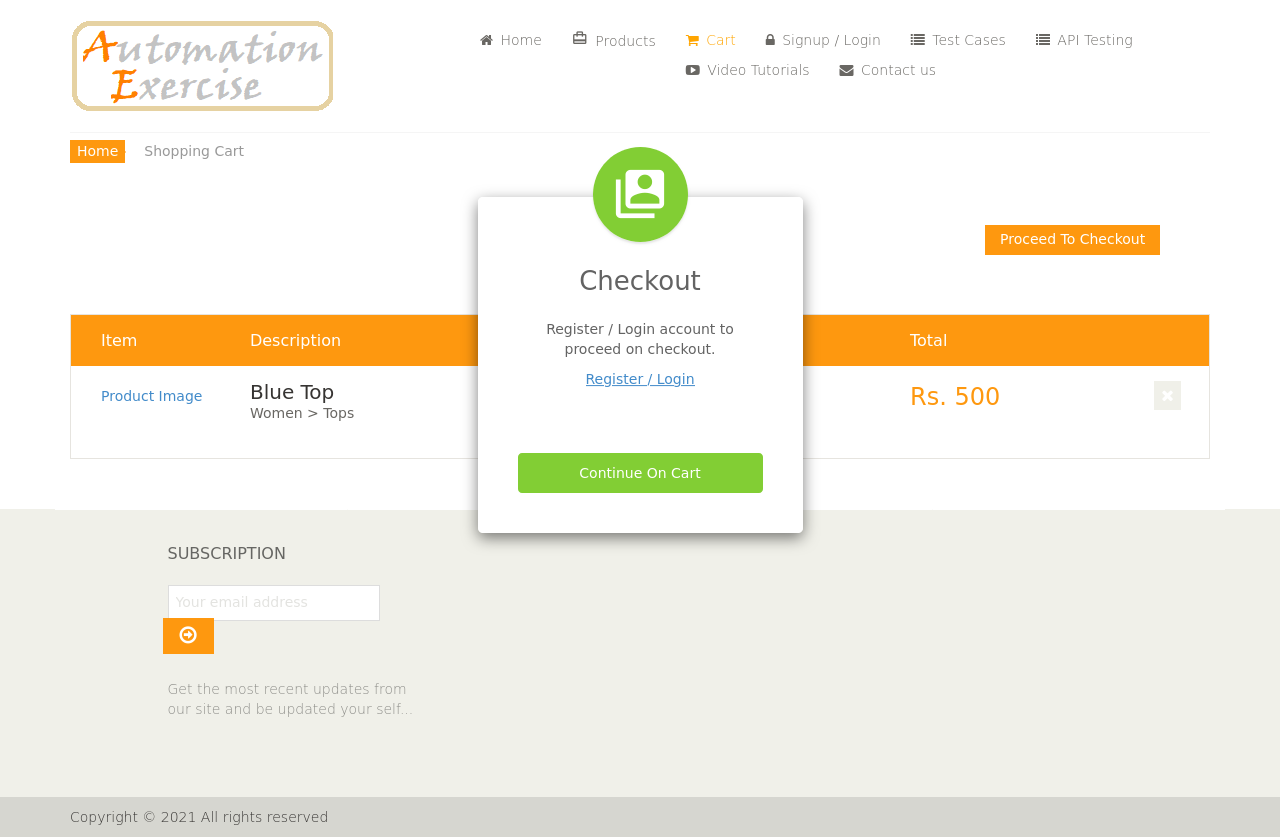 Automation
Exercise
Home
Products
Cart
Signup / Login
Test Cases
API Testing
Video Tutorials
Contact us
Home
Shopping Cart
Proceed To Checkout
Checkout
Register / Login account to
proceed on checkout.
Register / Login
Continue On Cart
Item
Description
Total
Product Image
Blue Top
Women > Tops
Rs. 500
SUBSCRIPTION
Your email address
Get the most recent updates from
our site and be updated your self...
Copyright © 2021 All rights reserved